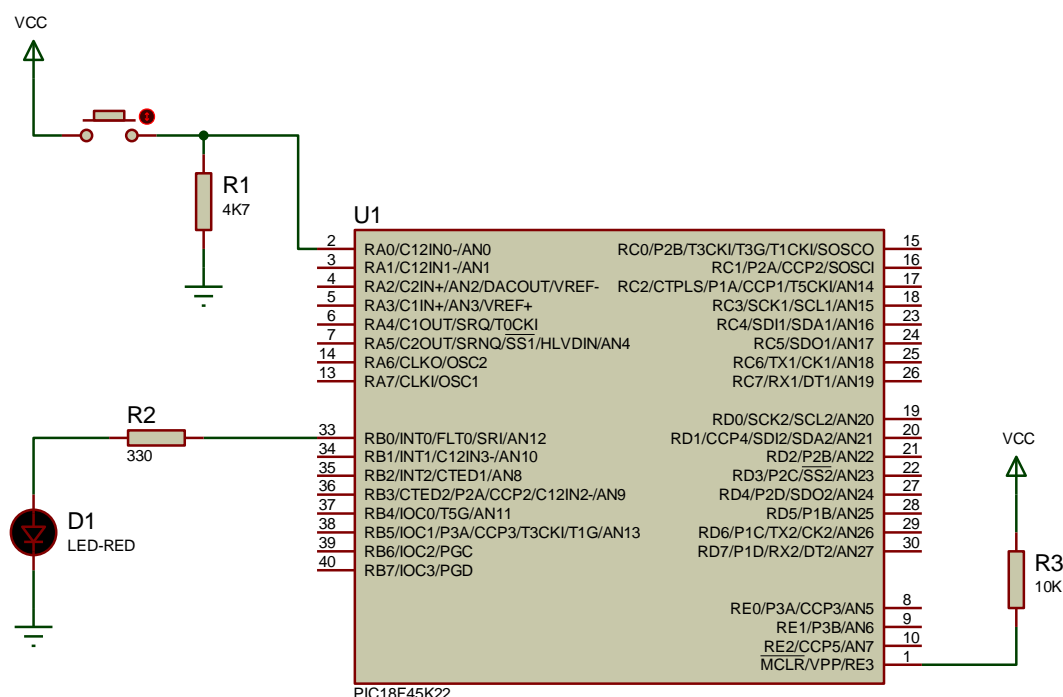 VCC
R1
4K7
U1
2 RA0/C12IN0-/AN0 RC0/P2B/T3CKI/T3G/T1CKI/SOSCO 15
3 RA1/C12IN1-/AN1 RC1/P2A/CCP2/SOSCI 16
4 RA2/C2IN+/AN2/DACOUT/VREF- RC2/CTPLS/P1A/CCP1/T5CKI/AN14 17
5 RA3/C1IN+/AN3/VREF+ RC3/SCK1/SCL1/AN15 18
6 RA4/C1OUT/SRQ/T0CKI RC4/SDI1/SDA1/AN16 23
7 RA5/C2OUT/SRNQ/SS1/HLVDIN/AN4 RC5/SDO1/AN17 24
14 RA6/CLKO/OSC2 RC6/TX1/CK1/AN18 25
13 RA7/CLKI/OSC1 RC7/RX1/DT1/AN19 26
RD0/SCK2/SCL2/AN20 19
R2
330
33 RB0/INT0/FLT0/SRI/AN12 RD1/CCP4/SDI2/SDA2/AN21 20
34 RB1/INT1/C12IN3-/AN10 RD2/P2B/AN22 21
35 RB2/INT2/CTED1/AN8 RD3/P2C/SS2/AN23 22
36 RB3/CTED2/P2A/CCP2/C12IN2-/AN9 RD4/P2D/SDO2/AN24 27
37 RB4/IOC0/T5G/AN11 RD5/P1B/AN25 28
38 RB5/IOC1/P3A/CCP3/T3CKI/T1G/AN13 RD6/P1C/TX2/CK2/AN26 29
39 RB6/IOC2/PGC RD7/P1D/RX2/DT2/AN27 30
40 RB7/IOC3/PGD
D1
LED-RED
VCC
R3
10K
RE0/P3A/CCP3/AN5 8
RE1/P3B/AN6 9
RE2/CCP5/AN7 10
MCLR/VPP/RE3 1
PIC18F45K22